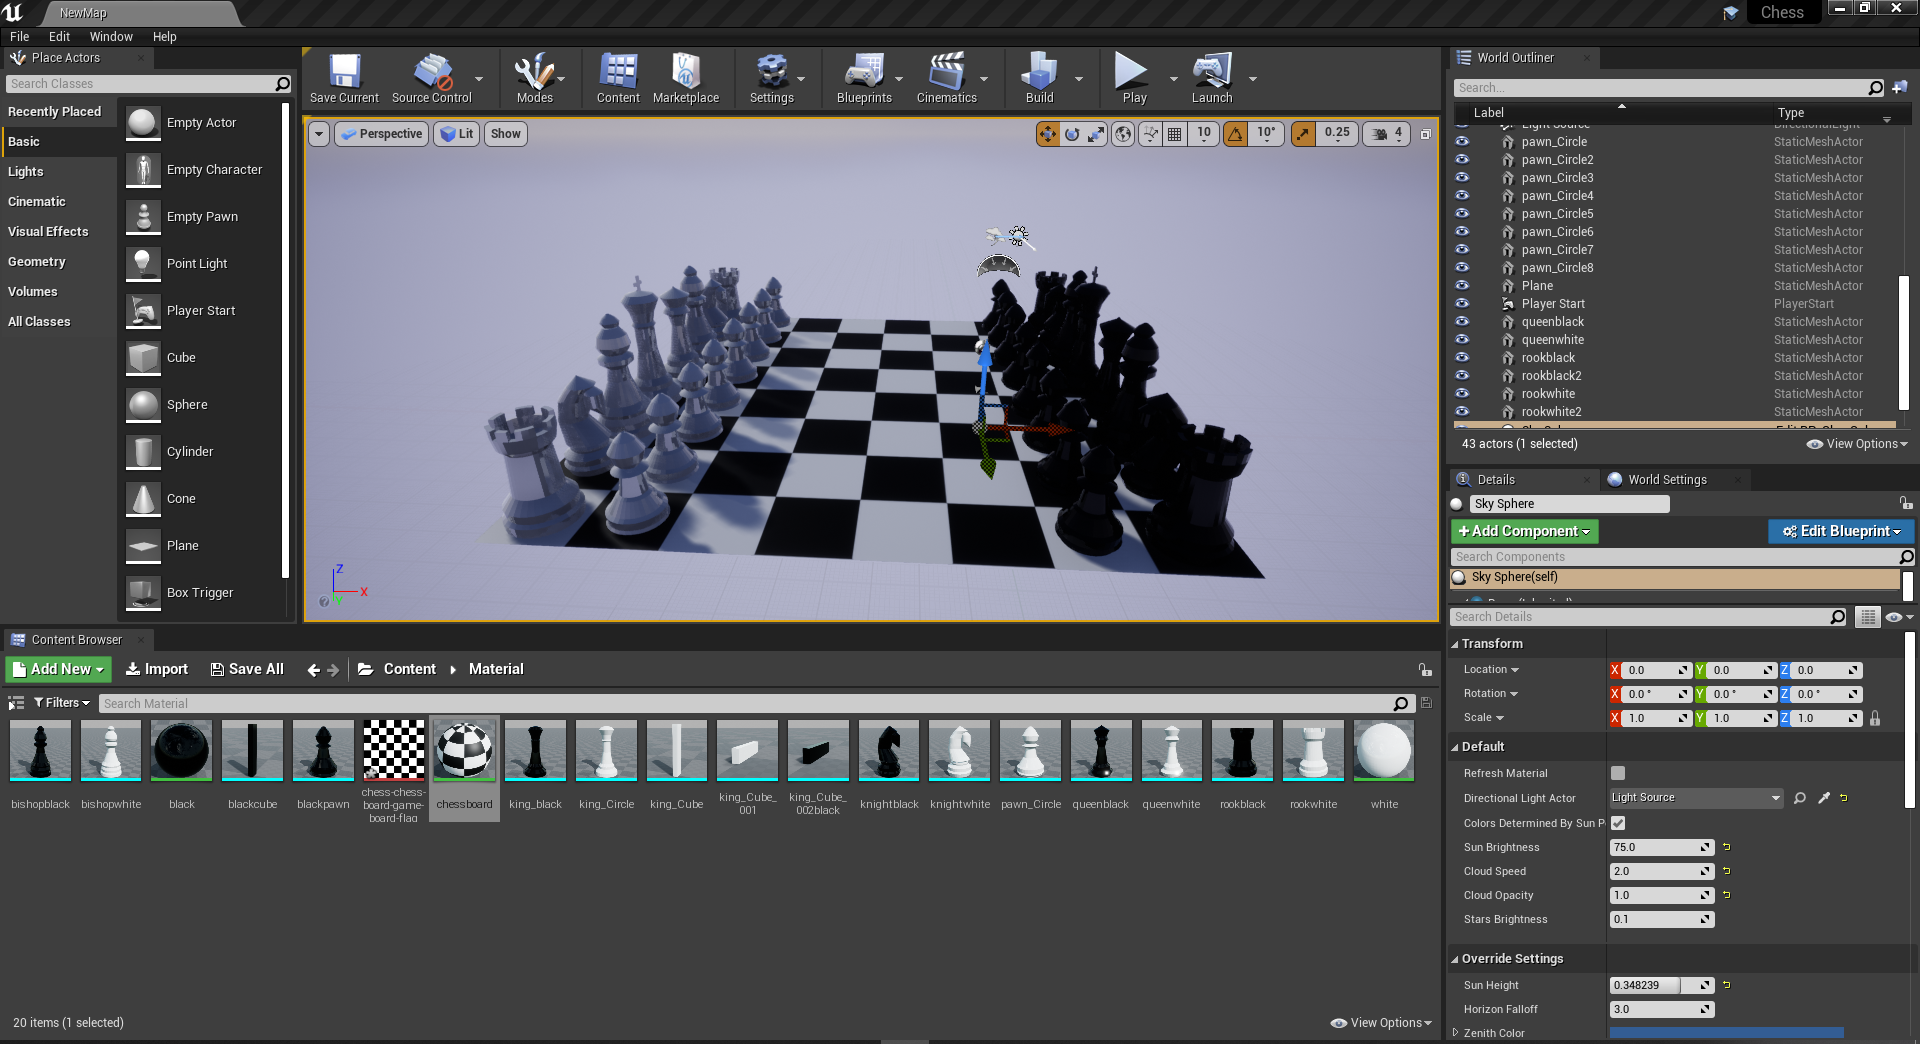 NewMap
Chess
File Edit Window Help
Place Actors
Search Classes
Recently Placed
Basic
Lights
Cinematic
Visual Effects
Geometry
Volumes
All Classes
Empty Actor
Empty Character
Empty Pawn
Point Light
Player Start
Cube
Sphere
Cylinder
Cone
Plane
Box Trigger
Save Current
Source Control
Modes
Content
Marketplace
Settings
Blueprints
Cinematics
Build
Play
Launch
Perspective
Lit
Show
10
10°
0.25
4
Z
X
Y
World Outliner
Search...
Label Type
Light Source DirectionalLight
pawn_Circle StaticMeshActor
pawn_Circle2 StaticMeshActor
pawn_Circle3 StaticMeshActor
pawn_Circle4 StaticMeshActor
pawn_Circle5 StaticMeshActor
pawn_Circle6 StaticMeshActor
pawn_Circle7 StaticMeshActor
pawn_Circle8 StaticMeshActor
Plane StaticMeshActor
Player Start PlayerStart
queenblack StaticMeshActor
queenwhite StaticMeshActor
rookblack StaticMeshActor
rookblack2 StaticMeshActor
rookwhite StaticMeshActor
rookwhite2 StaticMeshActor
43 actors (1 selected)
View Options
Details
World Settings
Sky Sphere
+Add Component
Edit Blueprint
Search Components
Sky Sphere(self)
Search Details
Transform
Location X 0.0 Y 0.0 Z 0.0
Rotation X 0.0 ° Y 0.0 ° Z 0.0 °
Scale X 1.0 Y 1.0 Z 1.0
Default
Refresh Material
Directional Light Actor Light Source
Colors Determined By Sun P
Sun Brightness 75.0
Cloud Speed 2.0
Cloud Opacity 1.0
Stars Brightness 0.1
Override Settings
Sun Height 0.348239
Horizon Falloff 3.0
Zenith Color
Content Browser
Add New
Import
Save All
Content
Material
Filters
Search Material
bishopblack
bishopwhite
black
blackcube
blackpawn
chess-chess-
board-game-
board-flag
chessboard
king_black
king_Circle
king_Cube
king_Cube_
001
king_Cube_
002black
knightblack
knightwhite
pawn_Circle
queenblack
queenwhite
rookblack
rookwhite
white
20 items (1 selected)
View Options